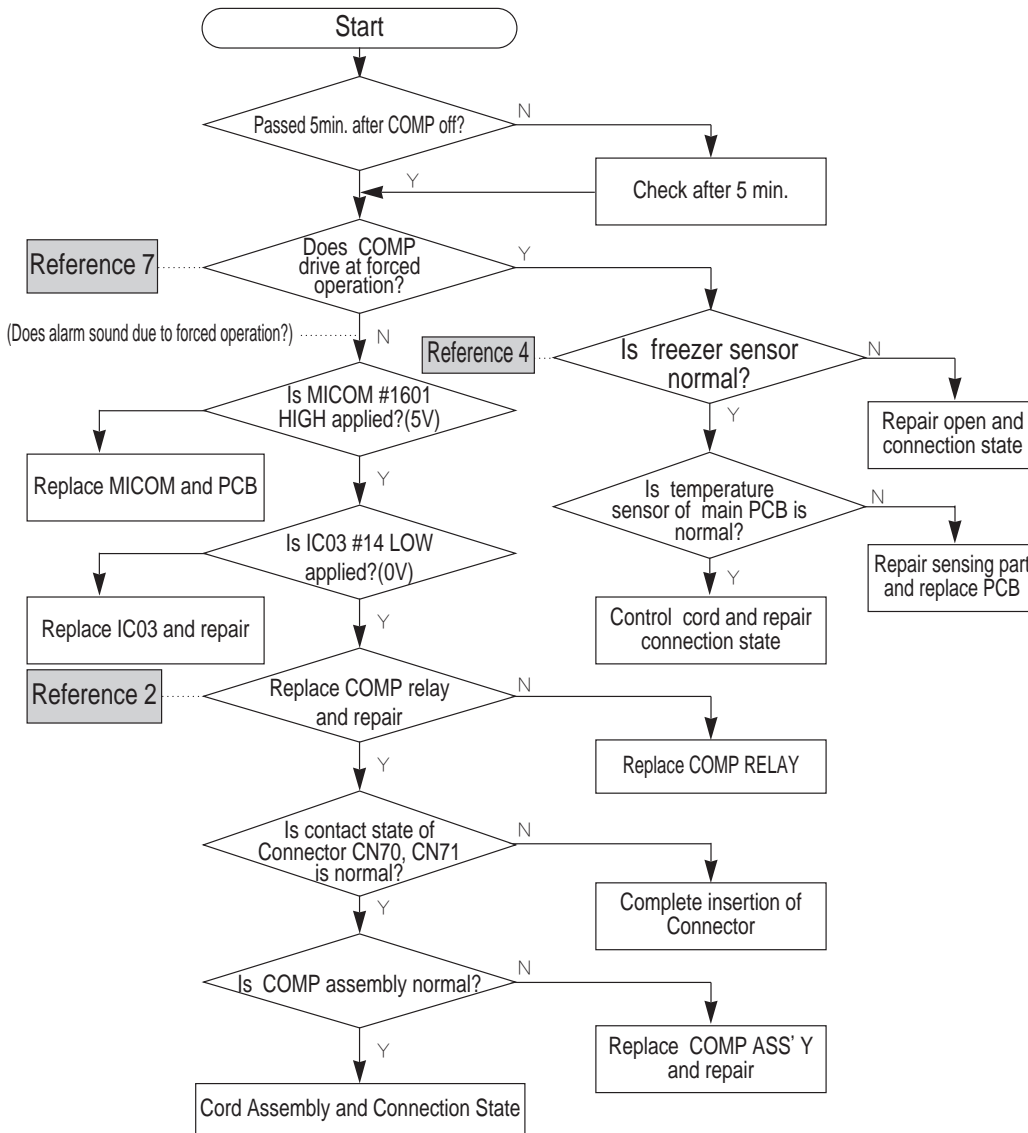 Start
Passed 5min. after COMP off?
N
Y
Check after 5 min.
Reference 7
Does COMP
drive at forced
operation?
Y
(Does alarm sound due to forced operation?)
N
Reference 4
Is freezer sensor
normal?
N
Y
Repair open and
connection state
Is MICOM #1601
HIGH applied?(5V)
Y
Replace MICOM and PCB
Is temperature
sensor of main PCB is
normal?
N
Y
Repair sensing part
and replace PCB
Is IC03 #14 LOW
applied?(0V)
Y
Replace IC03 and repair
Control cord and repair
connection state
Reference 2
Replace COMP relay
and repair
N
Y
Replace COMP RELAY
Is contact state of
Connector CN70, CN71
is normal?
N
Y
Complete insertion of
Connector
Is COMP assembly normal?
N
Y
Replace COMP ASS' Y
and repair
Cord Assembly and Connection State